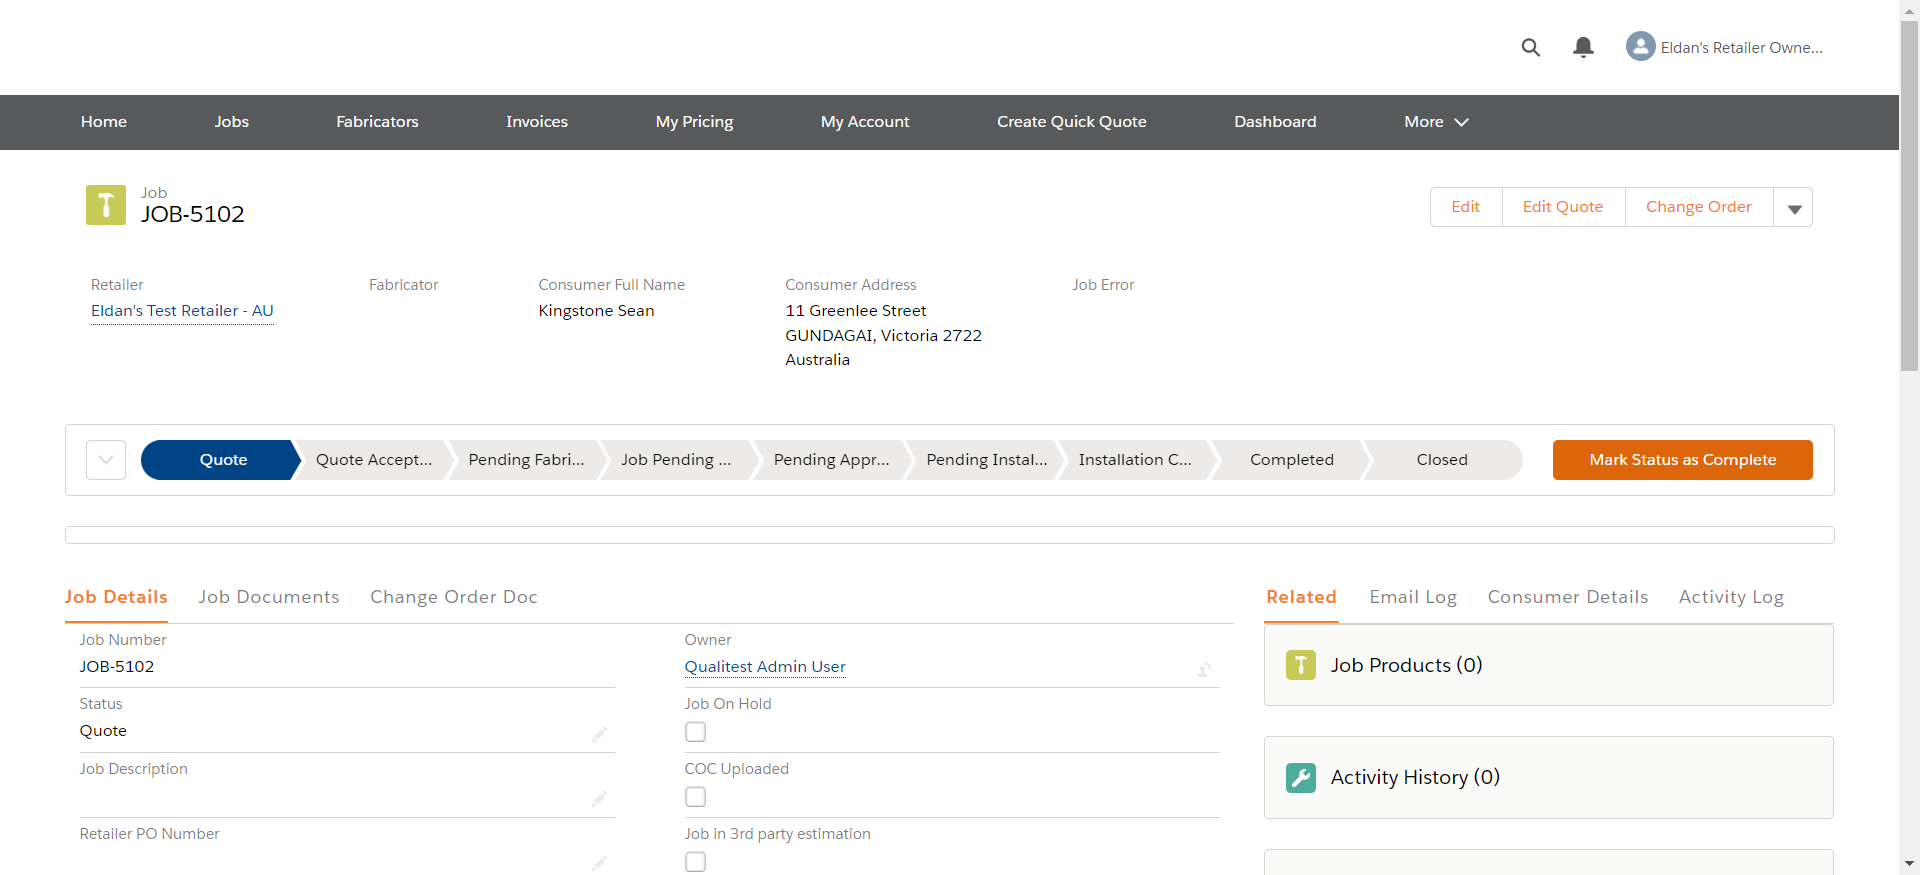 Eldan's Retailer Owne...
Home Jobs Fabricators Invoices My Pricing My Account Create Quick Quote Dashboard More
Job
JOB-5102
Edit Edit Quote Change Order
Retailer Fabricator Consumer Full Name Consumer Address Job Error
Eldan's Test Retailer - AU Kingstone Sean 11 Greenlee Street
GUNDAGAI, Victoria 2722
Australia
Quote Quote Accept... Pending Fabri... Job Pending ... Pending Appr... Pending Instal... Installation C... Completed Closed Mark Status as Complete
Job Details Job Documents Change Order Doc
Job Number Owner
JOB-5102 Qualitest Admin User
Status Job On Hold
Quote
Job Description COC Uploaded
Retailer PO Number Job in 3rd party estimation
Related Email Log Consumer Details Activity Log
Job Products (0)
Activity History (0)